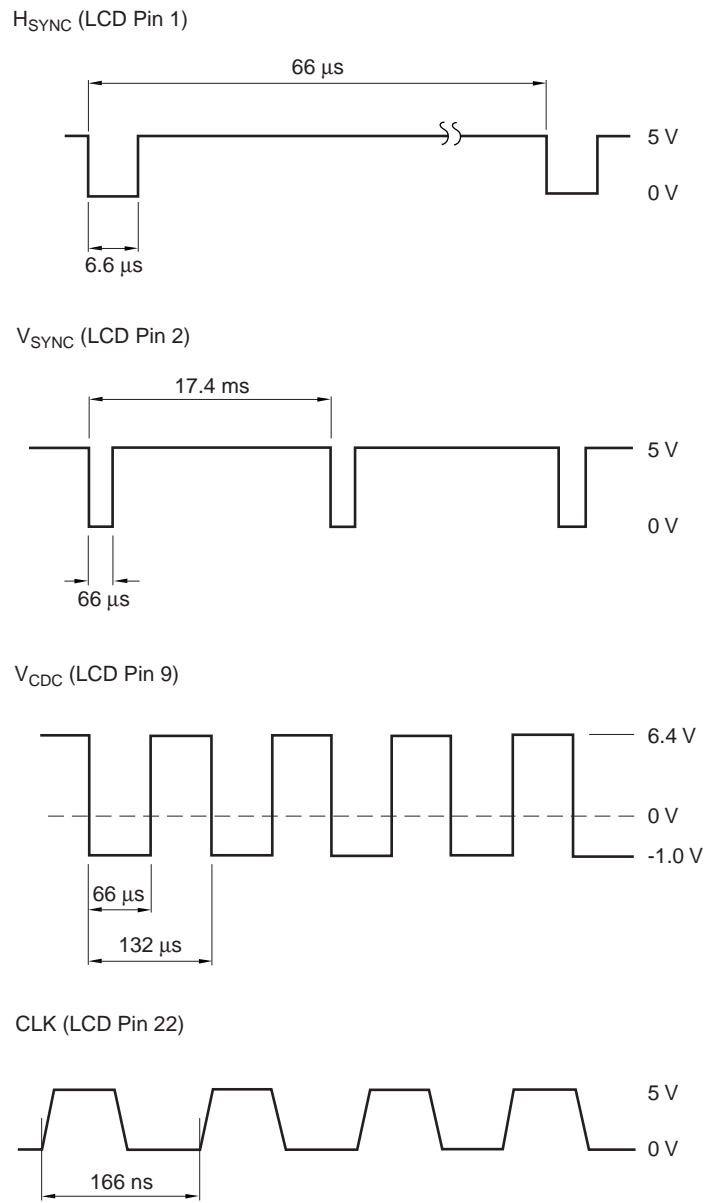 HSYNC (LCD Pin 1)
66 μs
5 V
0 V
6.6 μs
VSYNC (LCD Pin 2)
17.4 ms
5 V
0 V
66 μs
VCDC (LCD Pin 9)
6.4 V
0 V
-1.0 V
66 μs
132 μs
CLK (LCD Pin 22)
5 V
0 V
166 ns